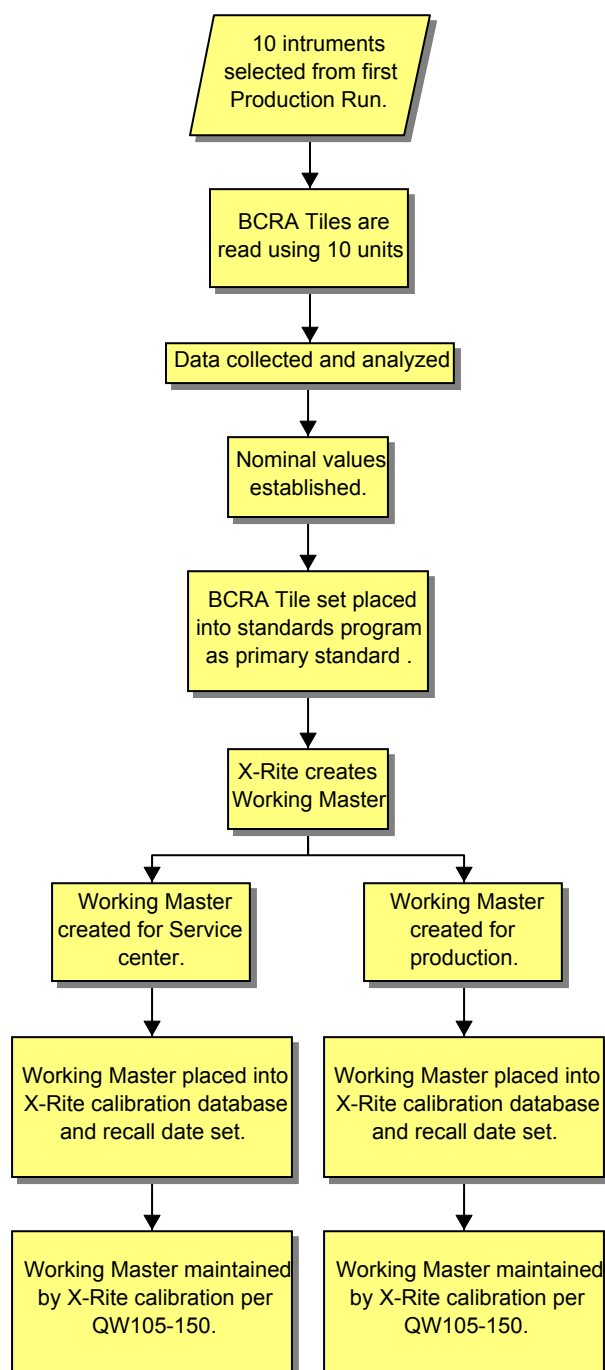 10 intruments
selected from first
Production Run.
BCRA Tiles are
read using 10 units
Data collected and analyzed
Nominal values
established.
BCRA Tile set placed
into standards program
as primary standard .
X-Rite creates
Working Master
Working Master
created for Service
center.
Working Master
created for
production.
Working Master placed into
X-Rite calibration database
and recall date set.
Working Master placed into
X-Rite calibration database
and recall date set.
Working Master maintained
by X-Rite calibration per
QW105-150.
Working Master maintained
by X-Rite calibration per
QW105-150.